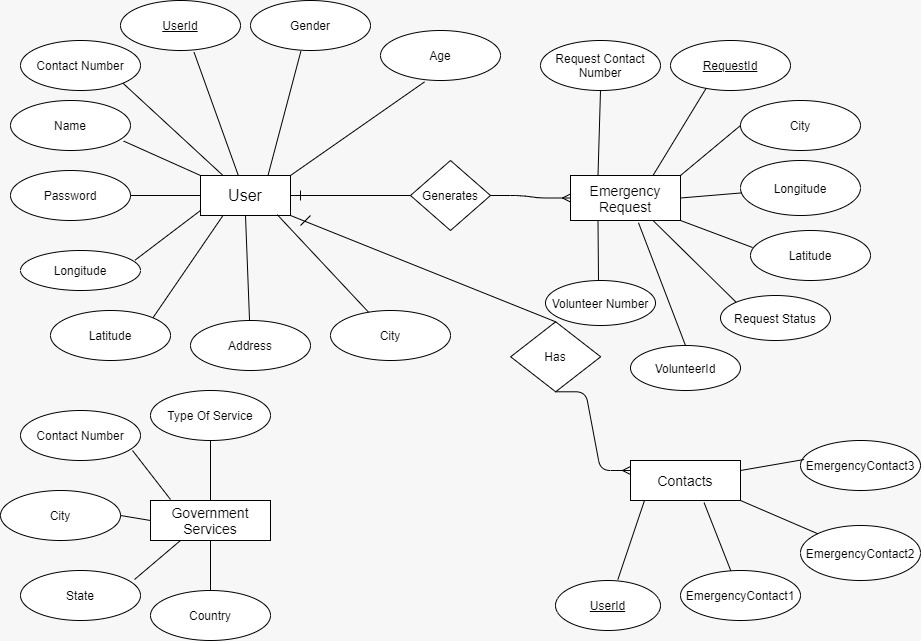 UserId
Gender
Contact Number
Age
Name
Password
User
Longitude
Latitude
Address
City
Generates
Request Contact
Number
RequestId
City
Emergency
Request
Longitude
Latitude
Request Status
Volunteer Number
VolunteerId
Has
Type Of Service
Contact Number
City
Government
Services
State
Country
Contacts
EmergencyContact3
EmergencyContact2
EmergencyContact1
UserId